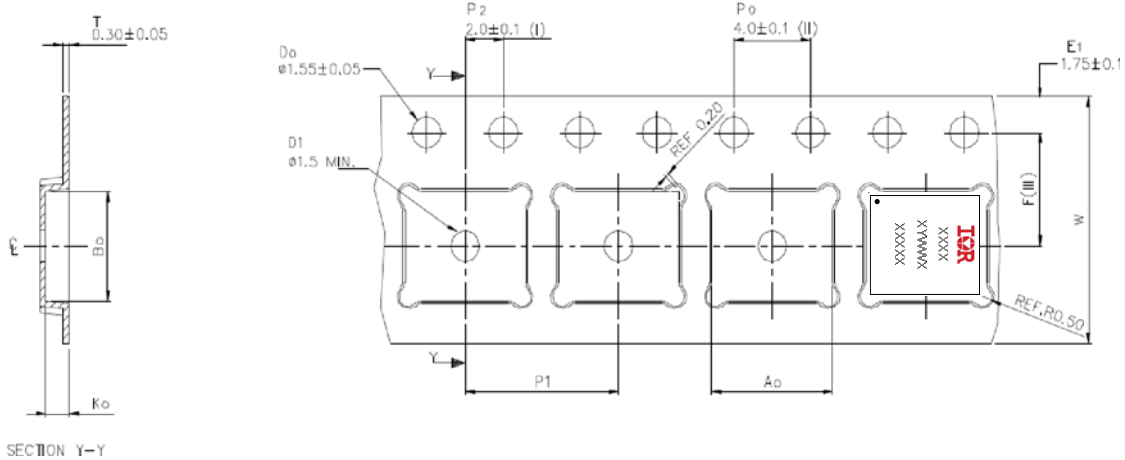 T
0.30±0.05
P2
2.0±0.1 (I)
Po
4.0±0.1 (II)
E1
1.75±0.1
Do
ø1.55±0.05
Y
D1
ø1.5 MIN.
REF 0.20
F(III)
W
Bo
IOR
XXXX
XYWWX
XXXXX
REF.R0.50
Y
P1
Ao
Ko
SECTION Y-Y